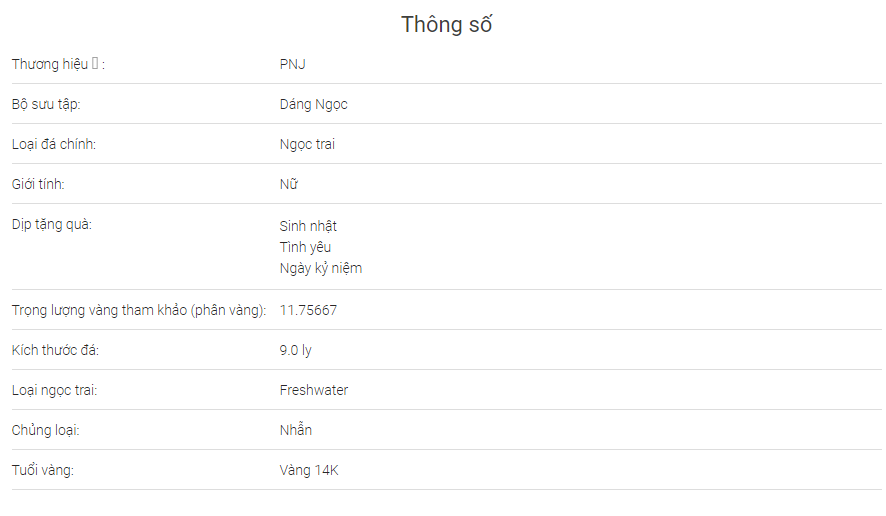 Thông số
Thương hiệu : PNJ
Bộ sưu tập: Dáng Ngọc
Loại đá chính: Ngọc trai
Giới tính: Nữ
Dịp tặng quà: Sinh nhật
Tình yêu
Ngày kỷ niệm
Trọng lượng vàng tham khảo (phân vàng): 11.75667
Kích thước đá: 9.0 ly
Loại ngọc trai: Freshwater
Chủng loại: Nhẫn
Tuổi vàng: Vàng 14K